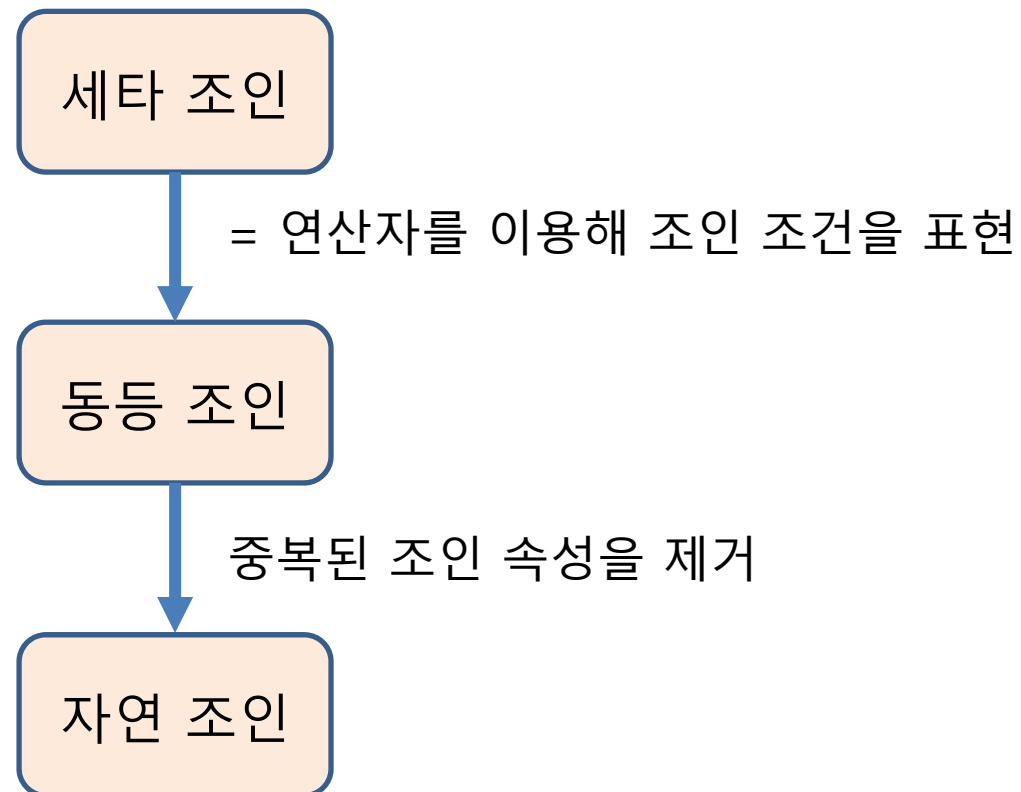 세타 조인
= 연산자를 이용해 조인 조건을 표현
동등 조인
중복된 조인 속성을 제거
자연 조인